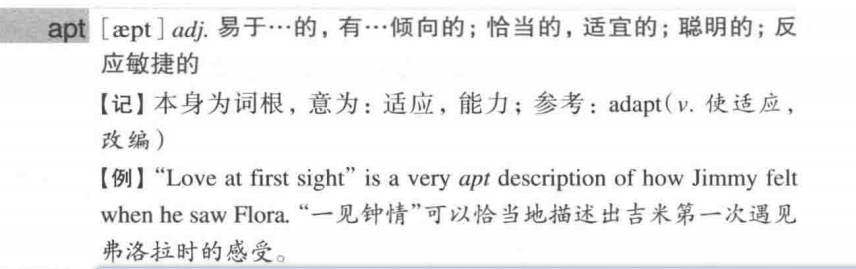 apt [æpt] adj. 易于…的，有…倾向的；恰当的，适宜的；聪明的；反
应敏捷的
【记】本身为词根，意为：适应，能力；参考：adapt（v. 使适应，
改编）
【例】“Love at first sight” is a very apt description of how Jimmy felt
when he saw Flora. “一见钟情”可以恰当地描述出吉米第一次遇见
弗洛拉时的感受。